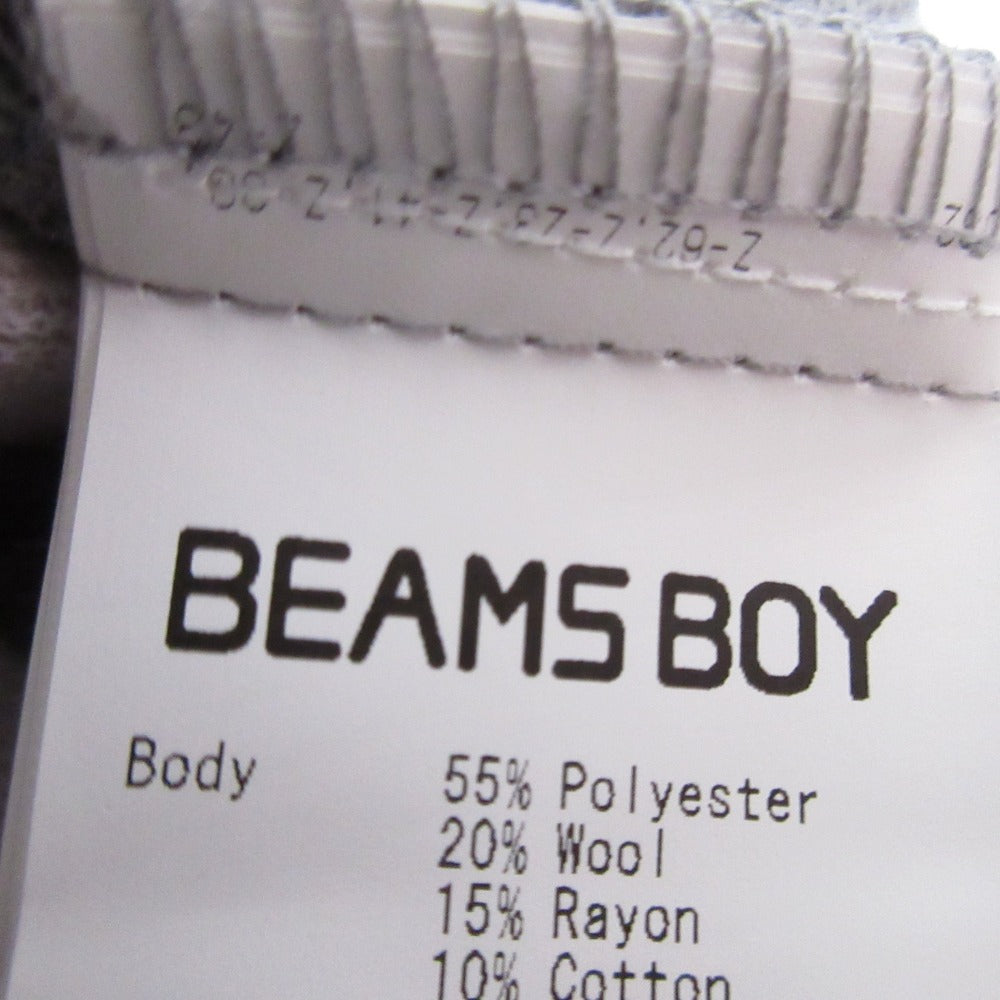 BEAMS BOY
Body 55% Polyester
20% Wool
15% Rayon
10% Cotton